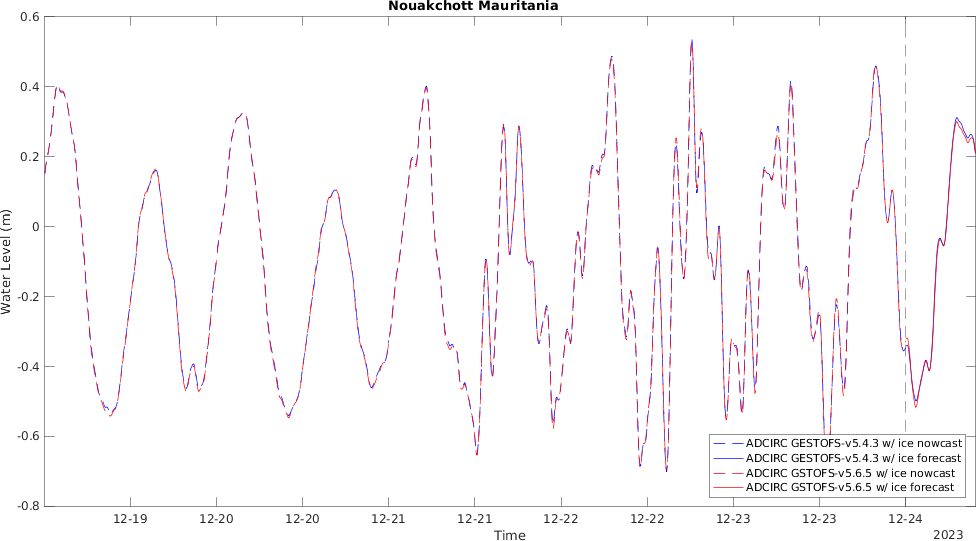 Nouakchott Mauritania
0.6
0.4
0.2
0
-0.2
-0.4
-0.6
-0.8
Water Level (m)
12-19
12-20
12-20
12-21
12-21
12-22
12-22
12-23
12-23
12-24
Time
2023
ADCIRC GESTOFS-v5.4.3 w/ ice nowcast
ADCIRC GESTOFS-v5.4.3 w/ ice forecast
ADCIRC GSTOFS-v5.6.5 w/ ice nowcast
ADCIRC GSTOFS-v5.6.5 w/ ice forecast